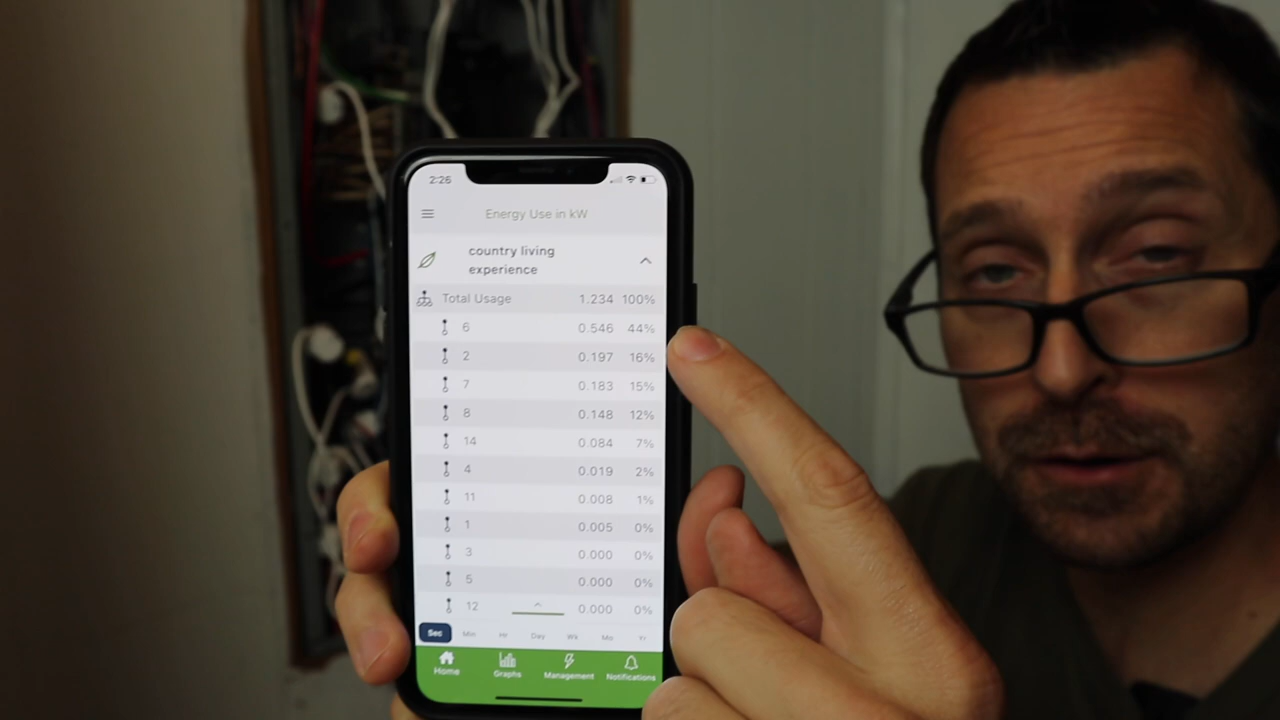 2:26
Energy Use in kW
country living
experience
Total Usage 1.234 100%
6 0.546 44%
2 0.197 16%
7 0.183 15%
8 0.148 12%
14 0.084 7%
4 0.019 2%
11 0.008 1%
1 0.005 0%
3 0.000 0%
5 0.000 0%
12 0.000 0%
Sec Min Hr Day Wk Mo Yr
Home Graphs Management Notifications